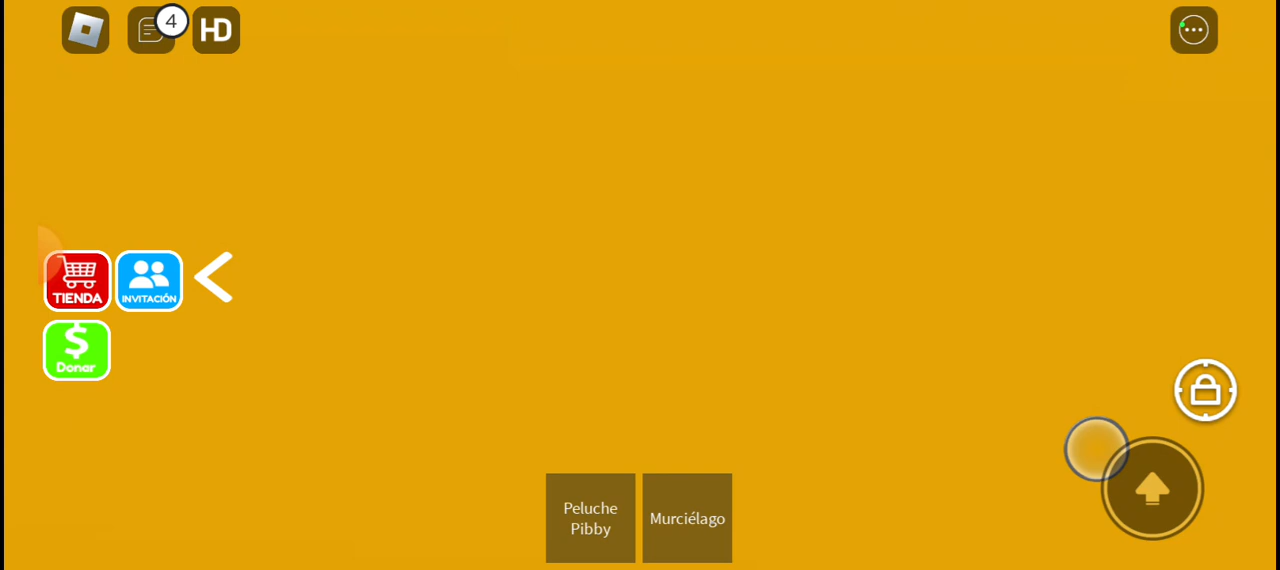 4
HD
TIENDA
INVITACIÓN
$
Donar
Peluche
Pibby
Murciélago